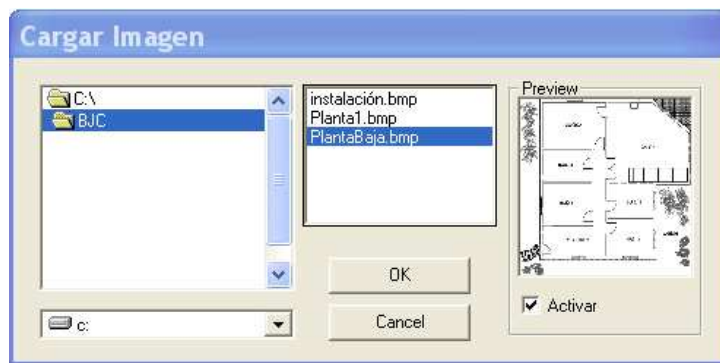 Cargar Imagen
C:\
BJC
instalación.bmp
Planta1.bmp
PlantaBaja.bmp
Preview
OK
c:
Cancel
Activar